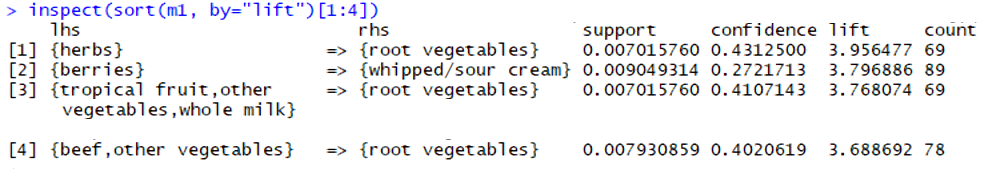 > inspect(sort(m1, by="lift")[1:4])
lhs rhs support confidence lift count
[1] {herbs} => {root vegetables} 0.007015760 0.4312500 3.956477 69
[2] {berries} => {whipped/sour cream} 0.009049314 0.2721713 3.796886 89
[3] {tropical fruit,other => {root vegetables} 0.007015760 0.4107143 3.768074 69
vegetables,whole milk}
[4] {beef,other vegetables} => {root vegetables} 0.007930859 0.4020619 3.688692 78